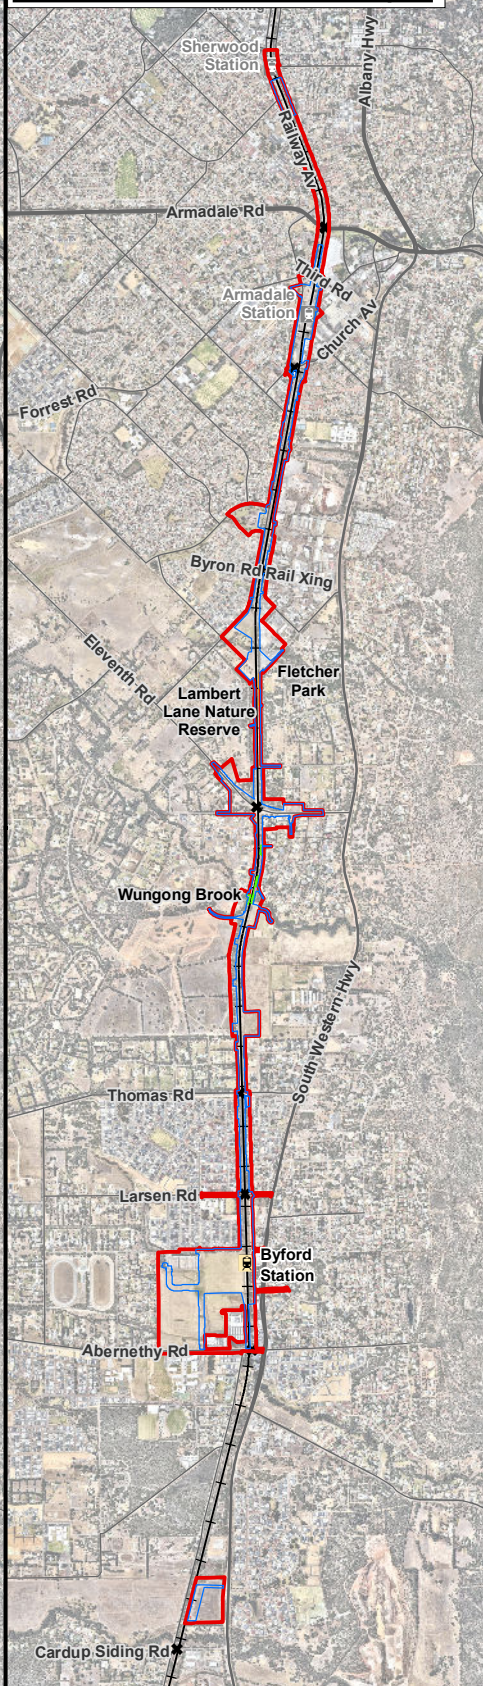 Sherwood
Station
Albany Hwy
Railway Av
Armadale Rd
Third Rd
Armadale
Station
Church Av
Forrest Rd
Byron Rd Rail Xing
Eleventh Rd
Fletcher
Park
Lambert
Lane Nature
Reserve
Wungong Brook
South Western Hwy
Thomas Rd
Larsen Rd
Byford
Station
Abernethy Rd
Cardup Siding Rd